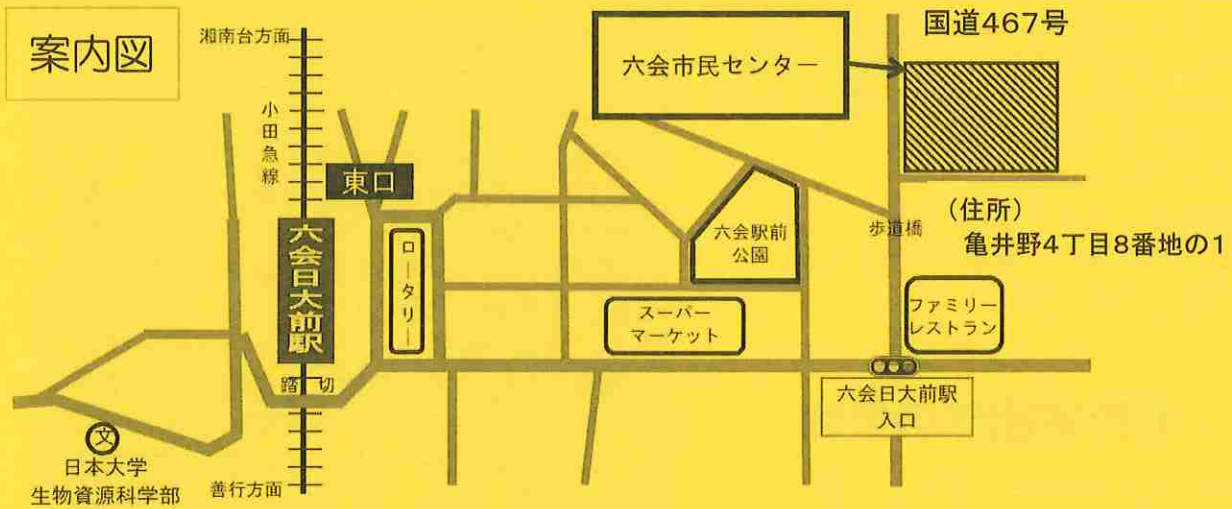 案内図
湘南台方面
小田急線
東口
六会日大前駅
踏切
善行方面
ロータリー
文
日本大学
生物資源科学部
六会市民センター
国道467号
(住所)
亀井野4丁目8番地の1
歩道橋
六会駅前
公園
スーパー
マーケット
ファミリー
レストラン
六会日大前駅
入口